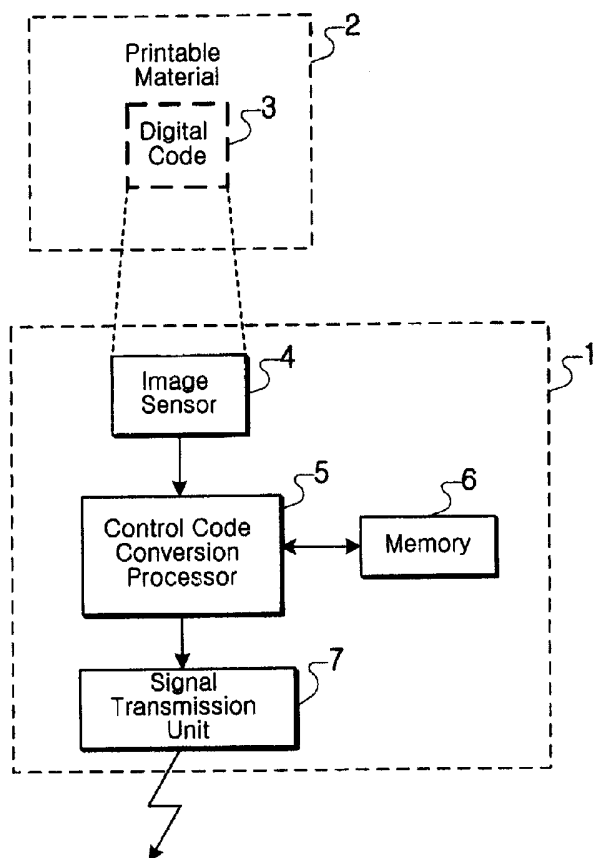 2
Printable
Material
3
Digital
Code
1
4
Image
Sensor
5
6
Control Code
Conversion
Processor
Memory
7
Signal
Transmission
Unit